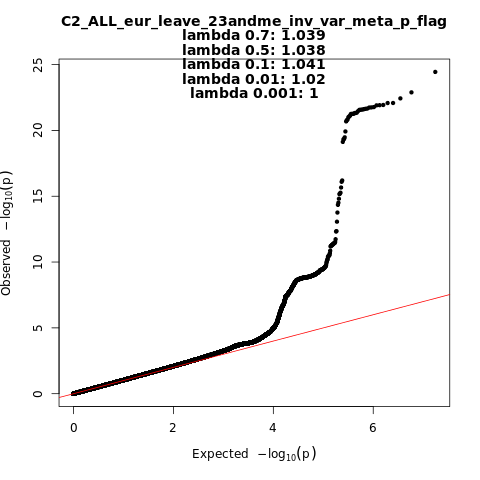 C2_ALL_eur_leave_23andme_inv_var_meta_p_flag
lambda 0.7: 1.039
lambda 0.5: 1.038
lambda 0.1: 1.041
lambda 0.01: 1.02
lambda 0.001: 1
25
20
15
10
5
0
Observed −log10(p)
0 2 4 6
Expected −log10(p)